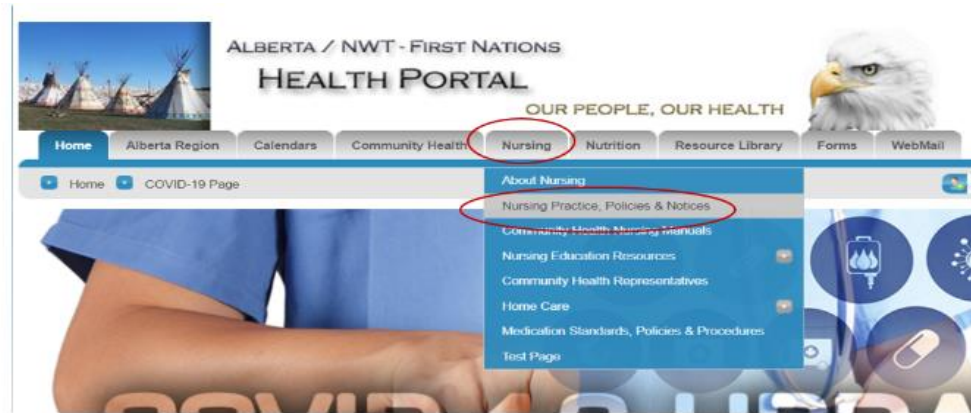 ALBERTA / NWT - FIRST NATIONS
HEALTH PORTAL
OUR PEOPLE, OUR HEALTH
Home Alberta Region Calendars Community Health Nursing Nutrition Resource Library Forms WebMail
Home COVID-19 Page
About Nursing
Nursing Practice, Policies & Notices
Community Health Nursing Manuals
Nursing Education Resources
Community Health Representatives
Home Care
Medication Standards, Policies & Procedures
Test Page